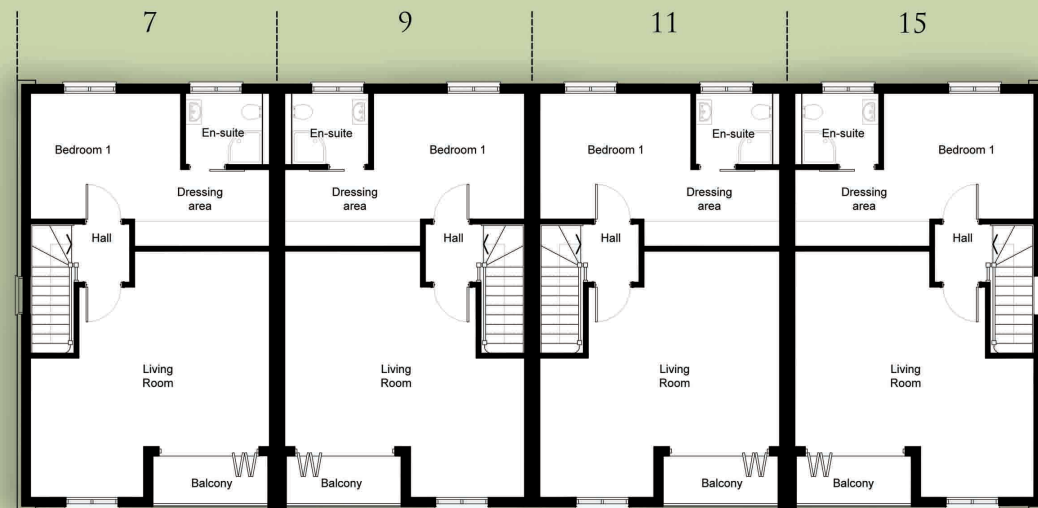 7 9 11 15
En-suite En-suite En-suite En-suite
Bedroom 1 Bedroom 1 Bedroom 1 Bedroom 1
Dressing Dressing Dressing Dressing
area area area area
Hall Hall Hall Hall
Living Living Living Living
Room Room Room Room
Balcony Balcony Balcony Balcony